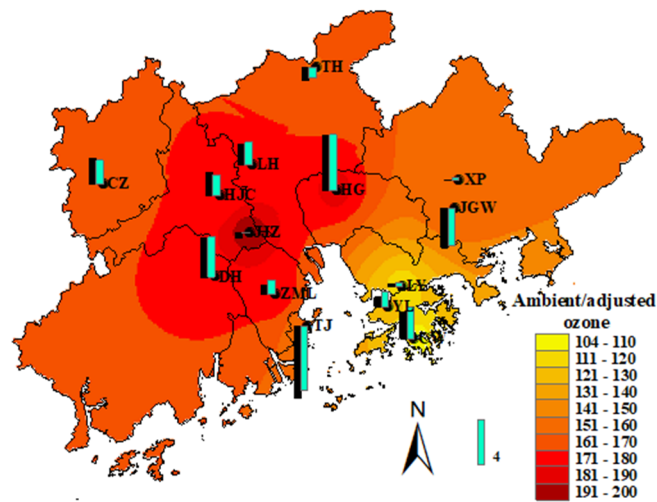 TH
LH
CZ
HJC
HG
XP
JGW
JHZ
DH
ZML
LY
YL
TJ
Ambient/adjusted
ozone
104 - 110
111 - 120
121 - 130
131 - 140
141 - 150
151 - 160
161 - 170
171 - 180
181 - 190
191 - 200
N
4